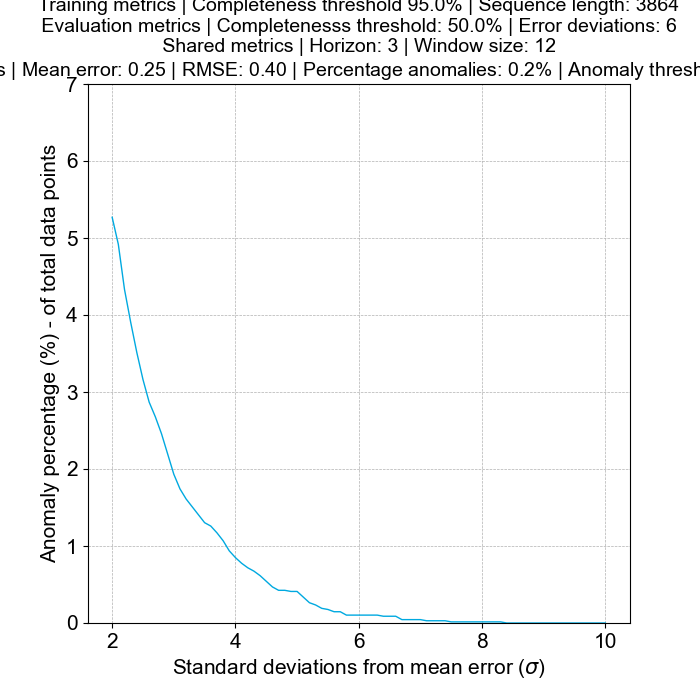 Training metrics | Completeness threshold 95.0% | Sequence length: 3864
Evaluation metrics | Completenesss threshold: 50.0% | Error deviations: 6
Shared metrics | Horizon: 3 | Window size: 12
s | Mean error: 0.25 | RMSE: 0.40 | Percentage anomalies: 0.2% | Anomaly thresh
7
6
5
4
3
2
1
0
Anomaly percentage (%) - of total data points
2 4 6 8 10
Standard deviations from mean error (σ)